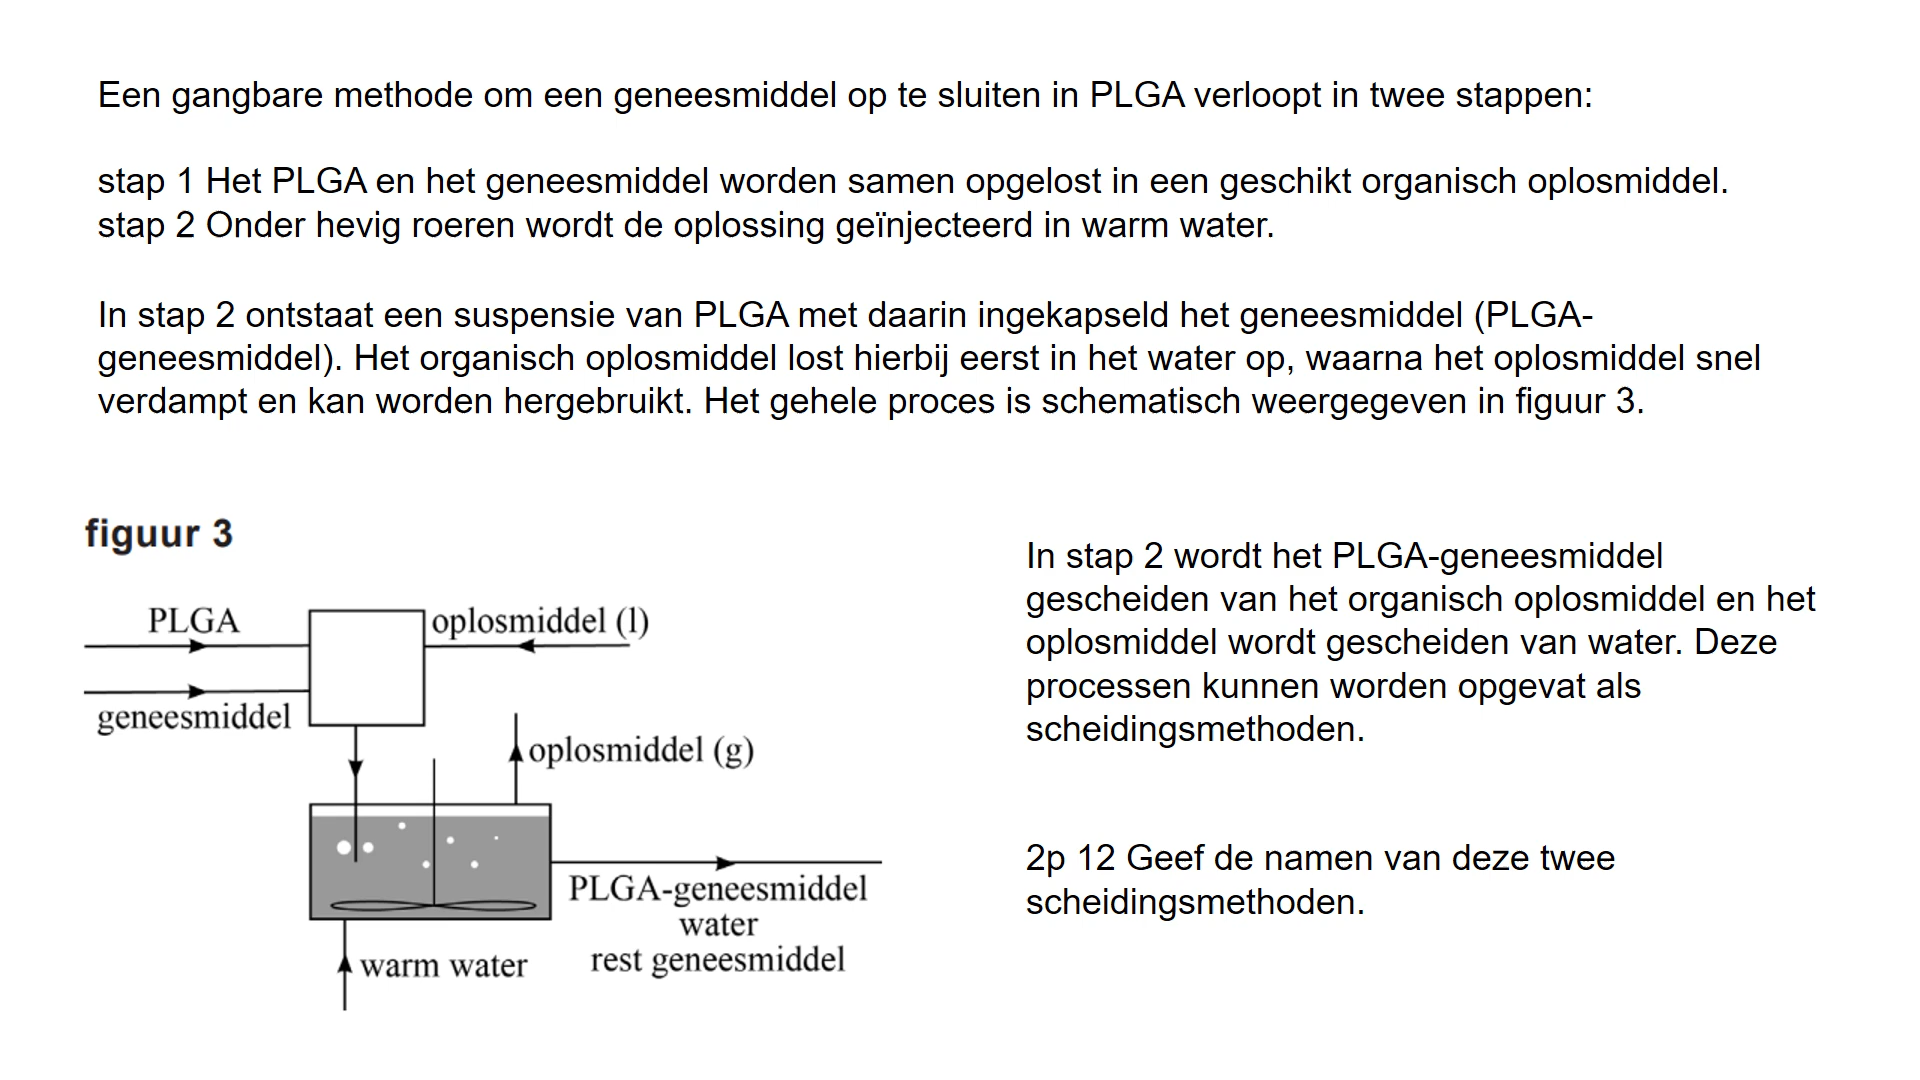 Een gangbare methode om een geneesmiddel op te sluiten in PLGA verloopt in twee stappen:
stap 1 Het PLGA en het geneesmiddel worden samen opgelost in een geschikt organisch oplosmiddel.
stap 2 Onder hevig roeren wordt de oplossing geïnjecteerd in warm water.
In stap 2 ontstaat een suspensie van PLGA met daarin ingekapseld het geneesmiddel (PLGA-
geneesmiddel). Het organisch oplosmiddel lost hierbij eerst in het water op, waarna het oplosmiddel snel
verdampt en kan worden hergebruikt. Het gehele proces is schematisch weergegeven in figuur 3.
figuur 3
PLGA
oplosmiddel (l)
geneesmiddel
oplosmiddel (g)
PLGA-geneesmiddel
water
rest geneesmiddel
warm water
In stap 2 wordt het PLGA-geneesmiddel
gescheiden van het organisch oplosmiddel en het
oplosmiddel wordt gescheiden van water. Deze
processen kunnen worden opgevat als
scheidingsmethoden.
2p 12 Geef de namen van deze twee
scheidingsmethoden.